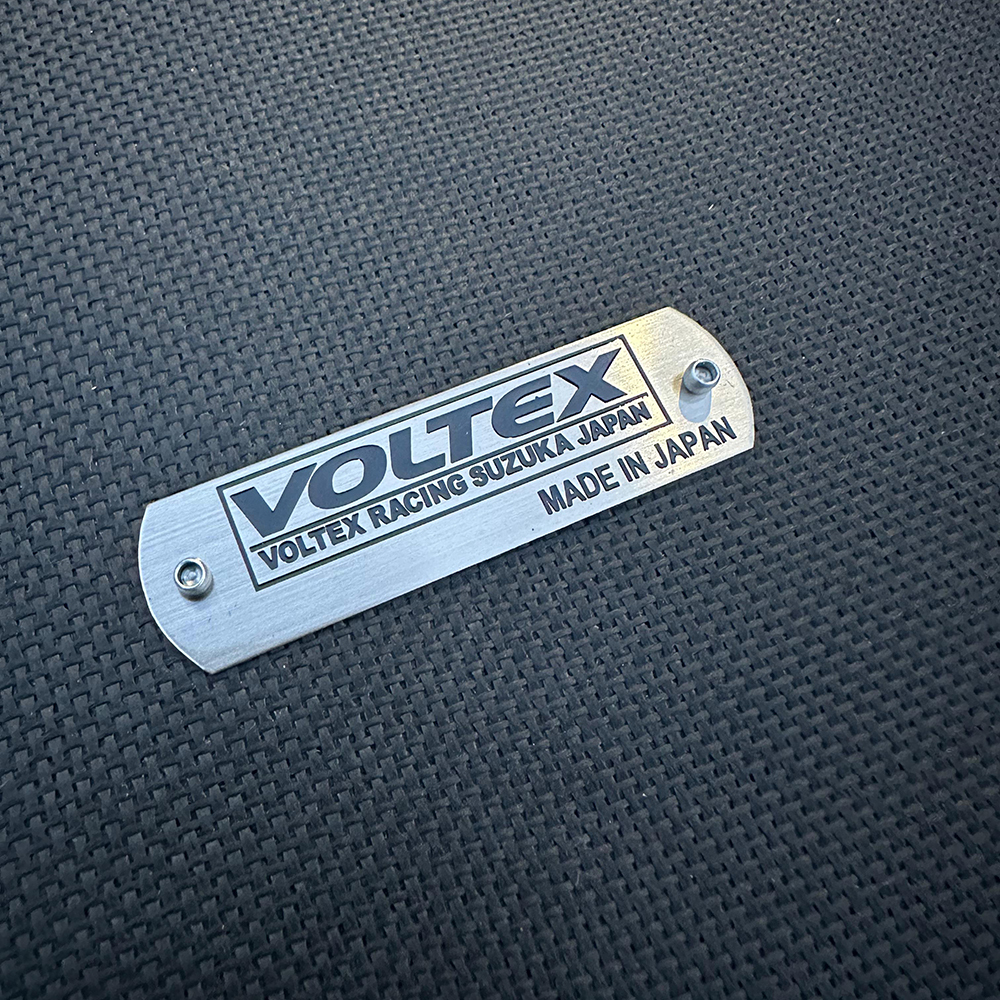 VOLTEX
VOLTEX RACING SUZUKA JAPAN
MADE IN JAPAN